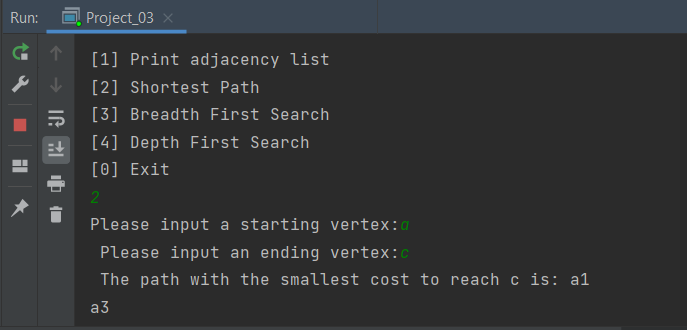 Run: Project_03
[1] Print adjacency list
[2] Shortest Path
[3] Breadth First Search
[4] Depth First Search
[0] Exit
2
Please input a starting vertex:a
Please input an ending vertex:c
The path with the smallest cost to reach c is: a1
a3